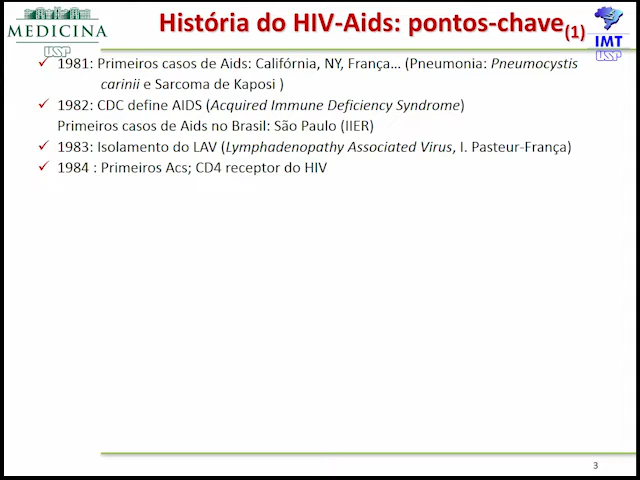 MEDICINA
USP
História do HIV-Aids: pontos-chave(1)
IMT
USP
✓ 1981: Primeiros casos de Aids: Califórnia, NY, França... (Pneumonia: Pneumocystis
carinii e Sarcoma de Kaposi )
✓ 1982: CDC define AIDS (Acquired Immune Deficiency Syndrome)
Primeiros casos de Aids no Brasil: São Paulo (IIER)
✓ 1983: Isolamento do LAV (Lymphadenopathy Associated Virus, I. Pasteur-França)
✓ 1984 : Primeiros Acs; CD4 receptor do HIV
3